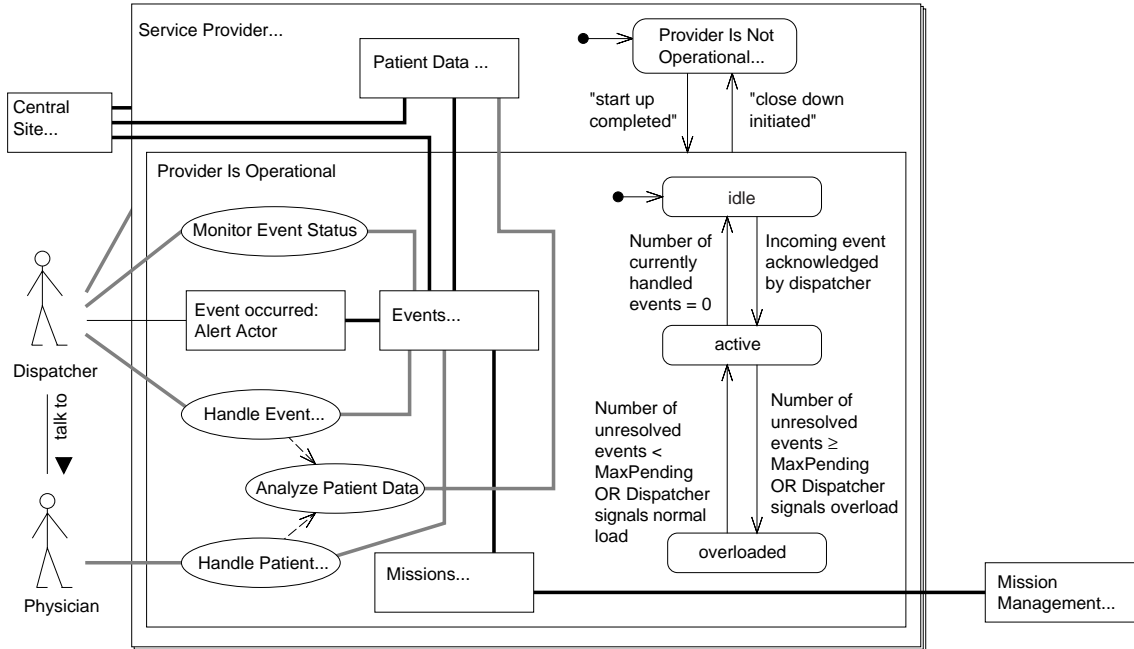 Service Provider...
Provider Is Not
Operational...
Patient Data ...
Central
Site...
"start up
completed"
"close down
initiated"
Provider Is Operational
idle
Monitor Event Status
Number of
currently
handled
events = 0
Incoming event
acknowledged
by dispatcher
Event occurred:
Alert Actor
Events...
active
Dispatcher
talk to
Handle Event...
Number of
unresolved
events <
MaxPending
OR Dispatcher
signals normal
load
Number of
unresolved
events ≥
MaxPending
OR Dispatcher
signals overload
Analyze Patient Data
Handle Patient...
overloaded
Missions...
Physician
Mission
Management...